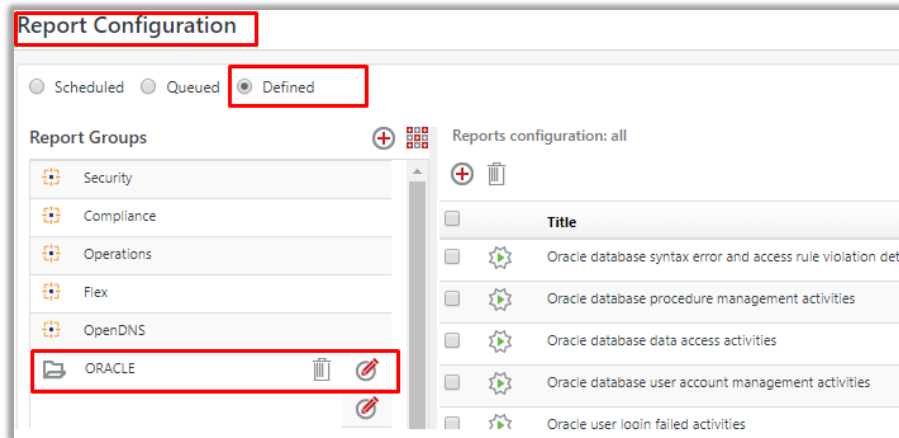 Report Configuration
Scheduled Queued Defined
Report Groups
Security
Compliance
Operations
Flex
OpenDNS
ORACLE
Reports configuration: all
Title
Oracle database syntax error and access rule violation
Oracle database procedure management activities
Oracle database data access activities
Oracle database user account management activities
Oracle user login failed activities